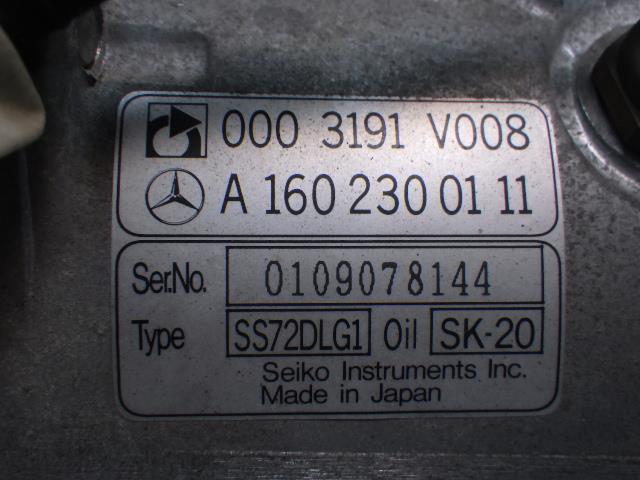 000 3191 V008
A 160 230 01 11
Ser.No. 0109078144
Type SS72DLG1 Oil SK-20
Seiko Instruments Inc.
Made in Japan